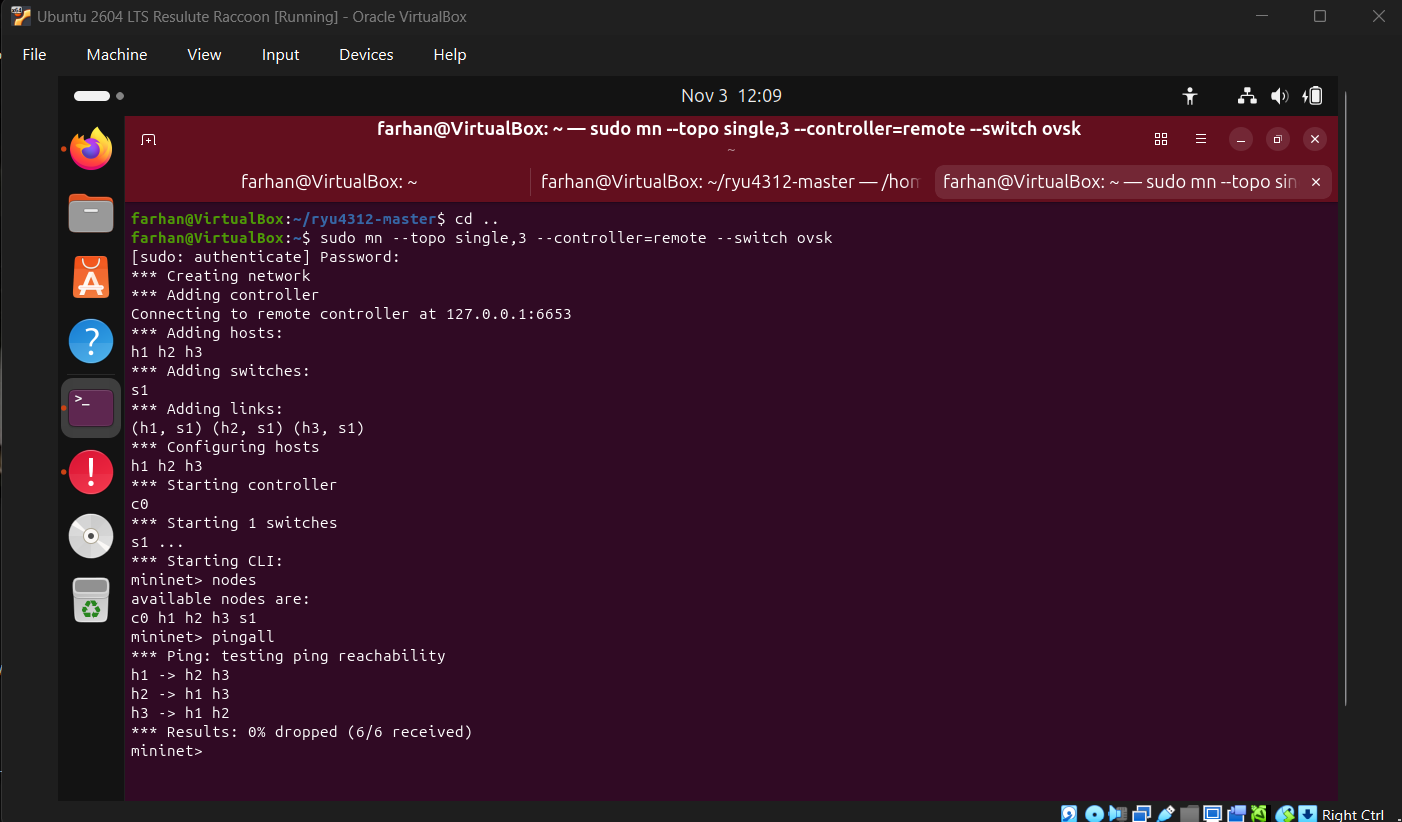 Ubuntu 2604 LTS Resulute Raccoon [Running] - Oracle VirtualBox
File Machine View Input Devices Help
Nov 3 12:09
farhan@VirtualBox: ~ — sudo mn --topo single,3 --controller=remote --switch ovsk
~
farhan@VirtualBox: ~
farhan@VirtualBox: ~/ryu4312-master — /hom
farhan@VirtualBox: ~ — sudo mn --topo sin
farhan@VirtualBox:~/ryu4312-master$ cd ..
farhan@VirtualBox:~$ sudo mn --topo single,3 --controller=remote --switch ovsk
[sudo: authenticate] Password:
*** Creating network
*** Adding controller
Connecting to remote controller at 127.0.0.1:6653
*** Adding hosts:
h1 h2 h3
*** Adding switches:
s1
*** Adding links:
(h1, s1) (h2, s1) (h3, s1)
*** Configuring hosts
h1 h2 h3
*** Starting controller
c0
*** Starting 1 switches
s1 ...
*** Starting CLI:
mininet> nodes
available nodes are:
c0 h1 h2 h3 s1
mininet> pingall
*** Ping: testing ping reachability
h1 -> h2 h3
h2 -> h1 h3
h3 -> h1 h2
*** Results: 0% dropped (6/6 received)
mininet>
Right Ctrl